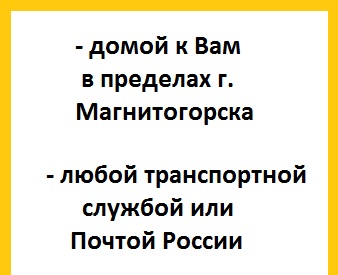 - домой к Вам
в пределах г.
Магнитогорска
- любой транспортной
службой или
Почтой России